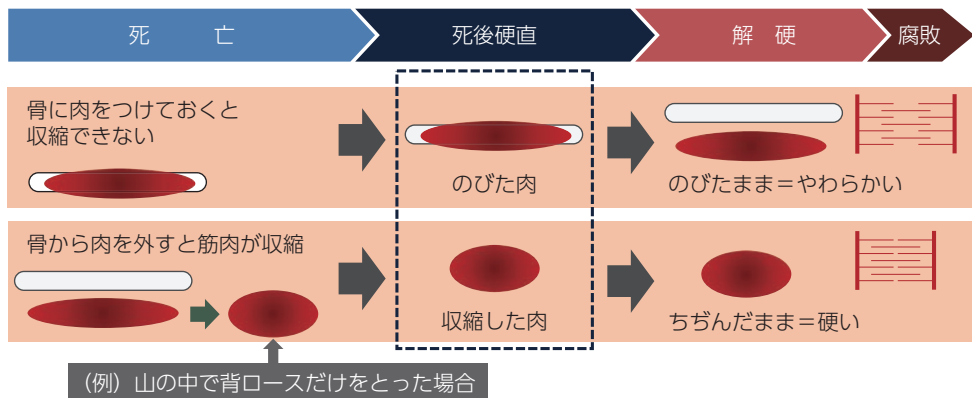 死　亡
死後硬直
解　硬
腐敗
骨に肉をつけておくと
収縮できない
のびた肉
のびたまま＝やわらかい
骨から肉を外すと筋肉が収縮
収縮した肉
ちぢんだまま＝硬い
（例）山の中で背ロースだけをとった場合